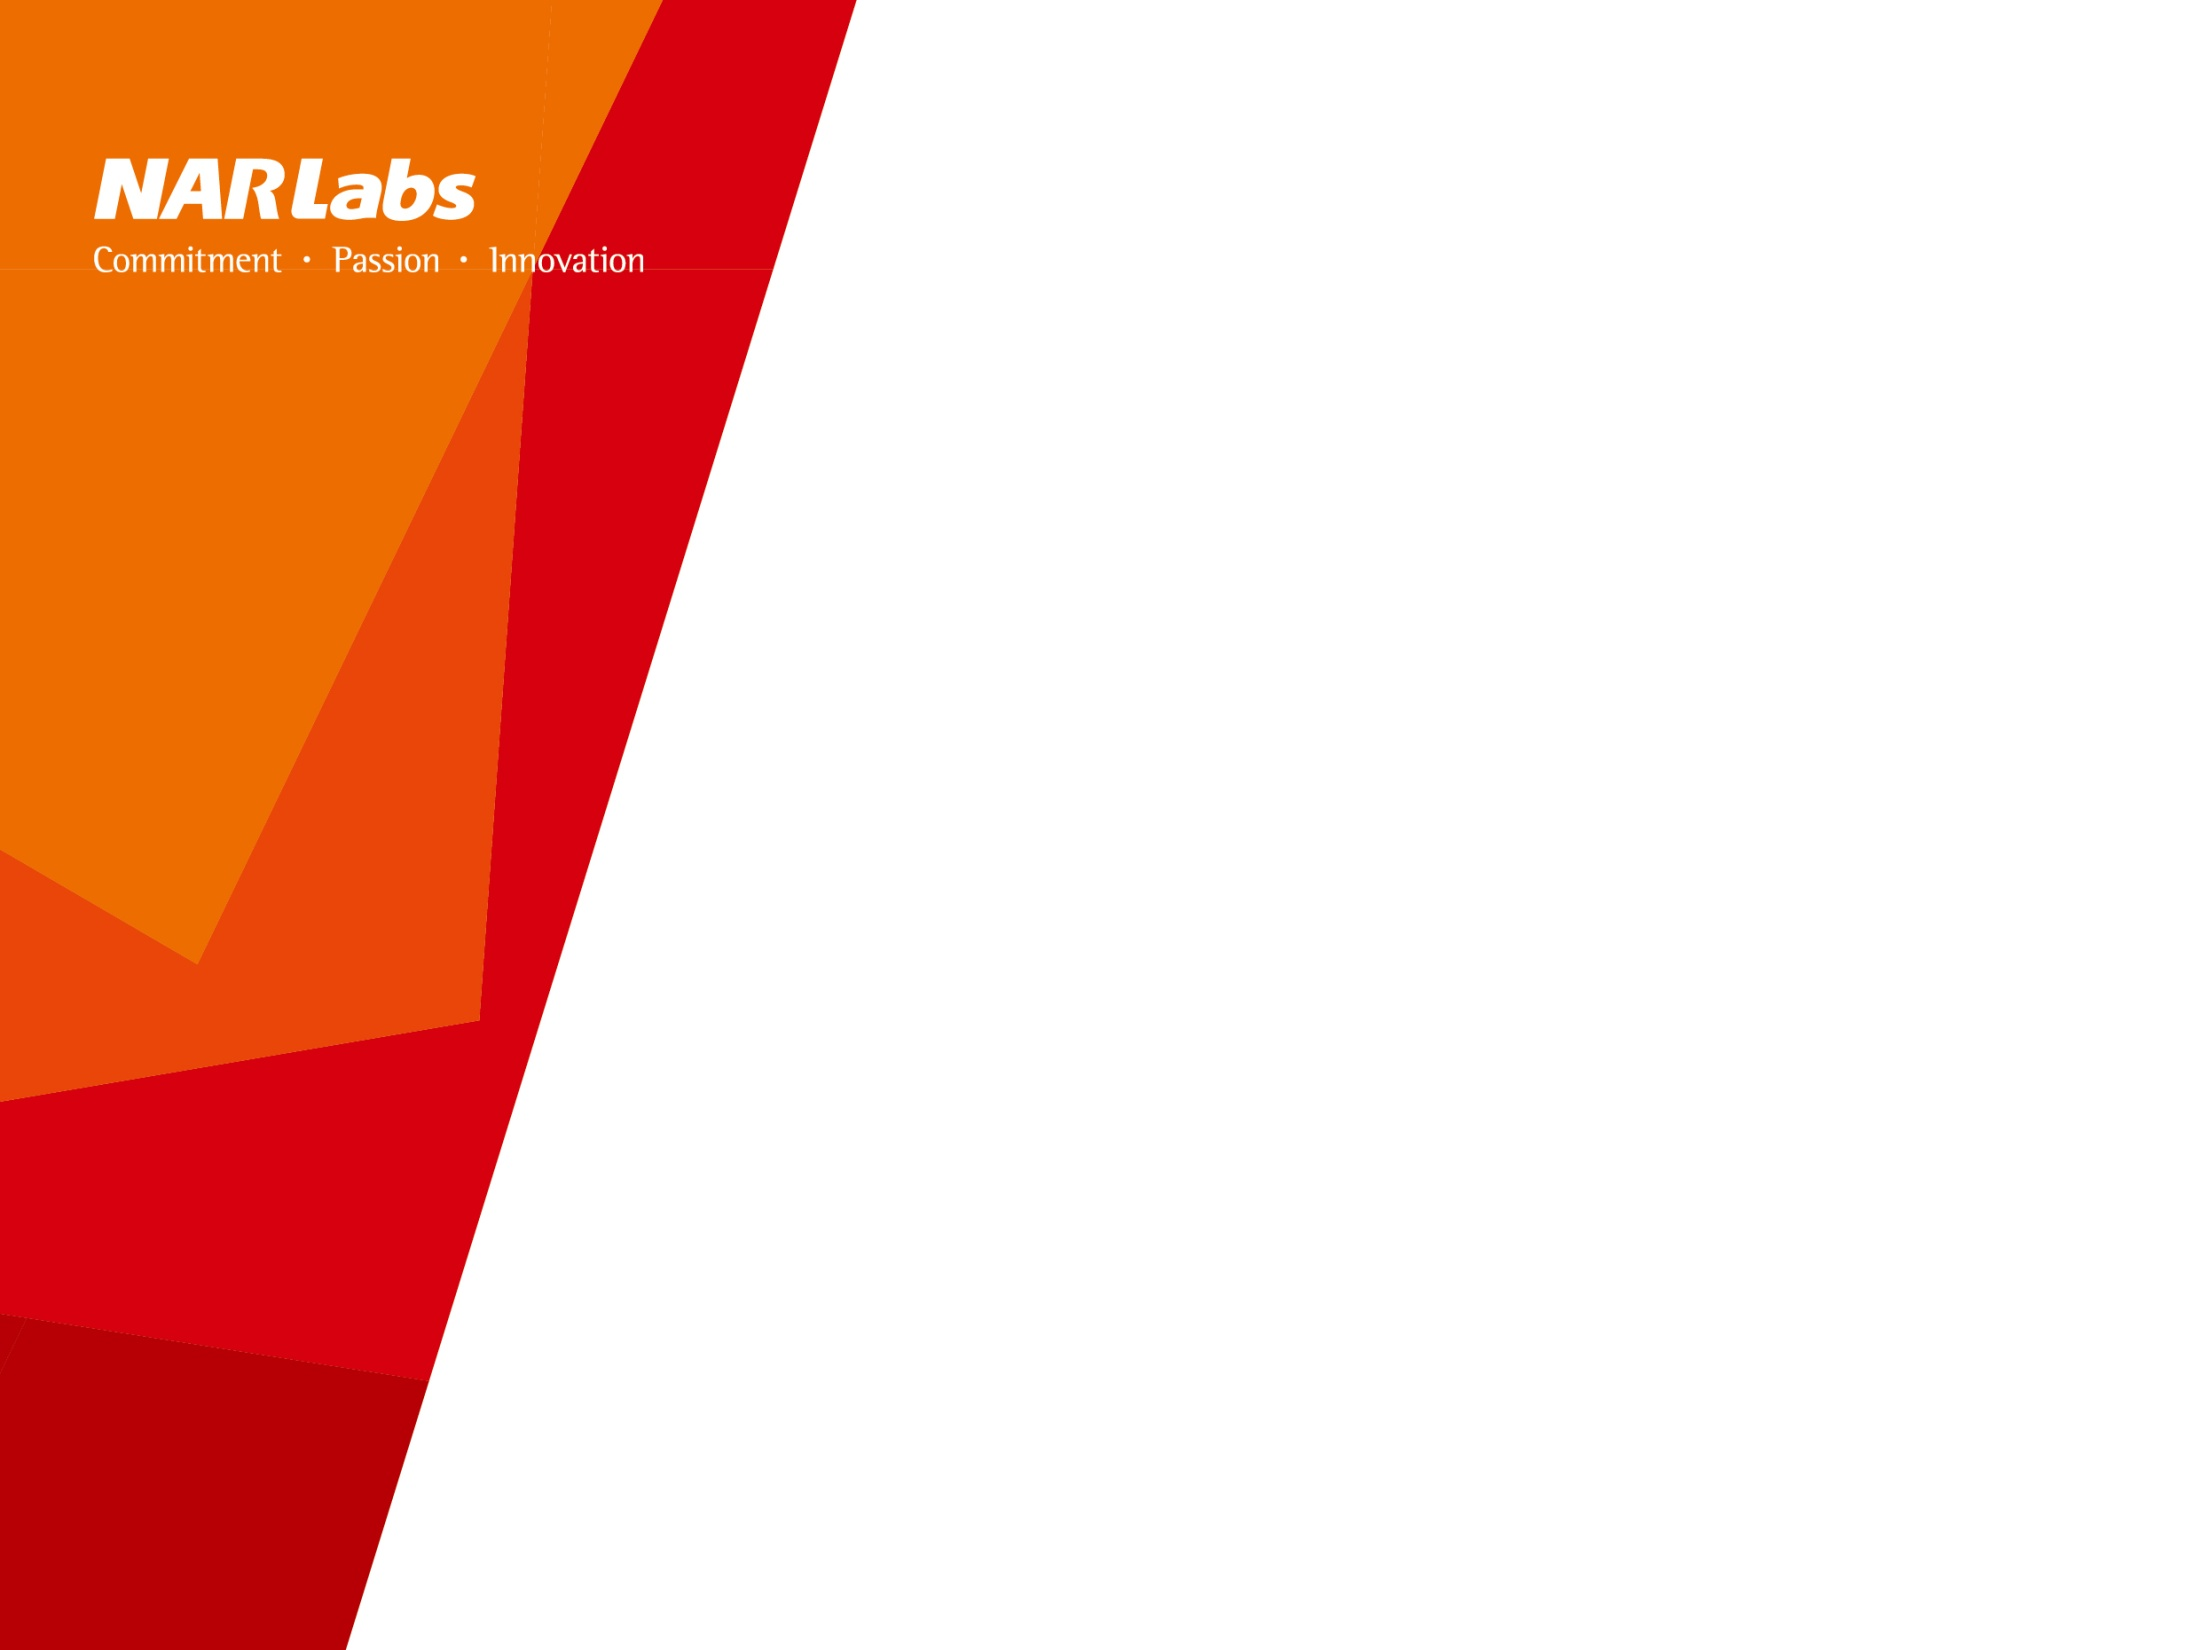 NARLabs
Commitment • Passion • Innovation